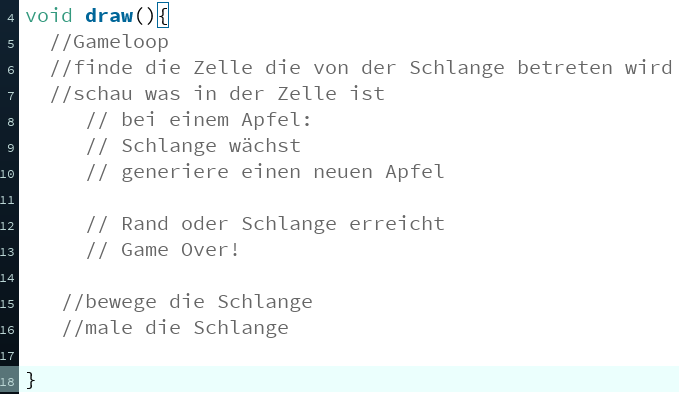 4 void draw(){
5 //Gameloop
6 //finde die Zelle die von der Schlange betreten wird
7 //schau was in der Zelle ist
8 // bei einem Apfel:
9 // Schlange wächst
10 // generiere einen neuen Apfel
11
12 // Rand oder Schlange erreicht
13 // Game Over!
14
15 //bewege die Schlange
16 //male die Schlange
17
18 }